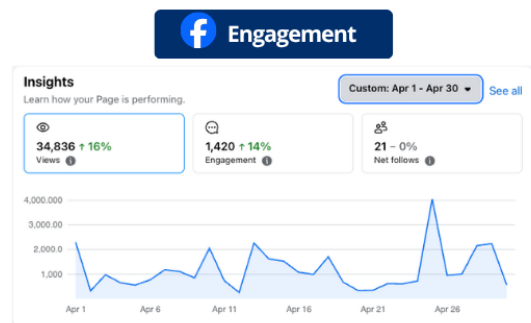 Engagement
Insights
Learn how your Page is performing.
Custom: Apr 1 - Apr 30
See all
34,836 ↑ 16%
Views
1,420 ↑ 14%
Engagement
21 – 0%
Net follows
4,000.000
3,000.00
2,000.0
1,000
Apr 1 Apr 6 Apr 11 Apr 16 Apr 21 Apr 26